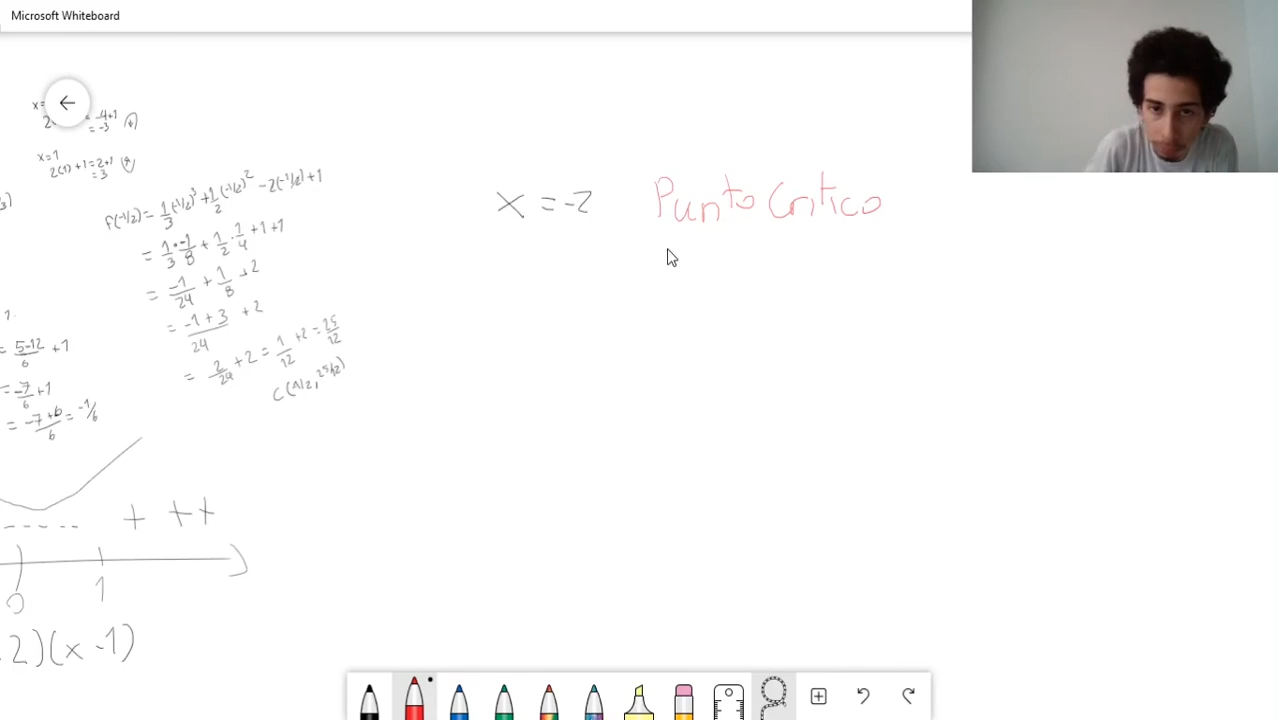 Microsoft Whiteboard
= -4+1
= -3
x=1
2(1)+1=2+1
= 3
f(-1/2) = 1/3 (-1/2)^3 + 1/2 (-1/2)^2 - 2(-1/2) + 1
= 1/3 · -1/8 + 1/2 · 1/4 + 1 + 1
= -1/24 + 1/8 + 2
= -1+3/24 + 2
= 2/24 + 2 = 1/12 + 2 = 25/12
= 5-12/6 + 1
= -7/6 + 1
= -7+6/6 = -1/6
- - - - - + + +
0 1
2)(x-1)
x = -2 Punto Critico